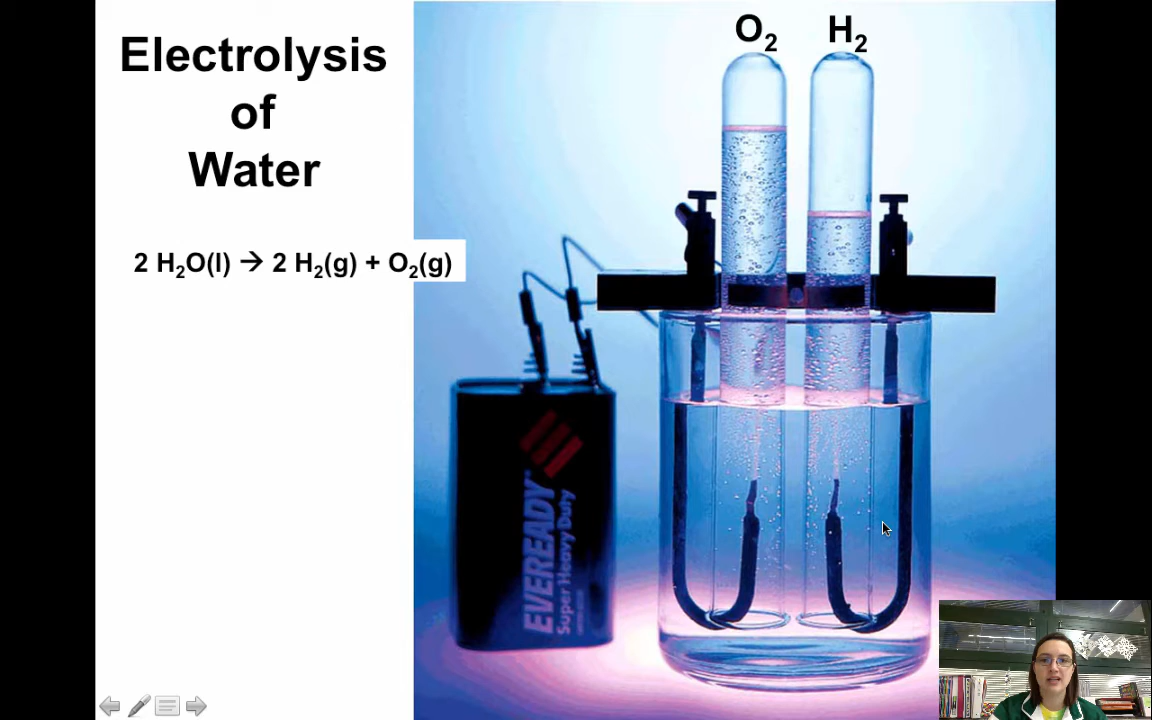 Electrolysis
of
Water
2 H₂O(l) → 2 H₂(g) + O₂(g)
O₂ H₂
EVEREADY
Super Heavy Duty